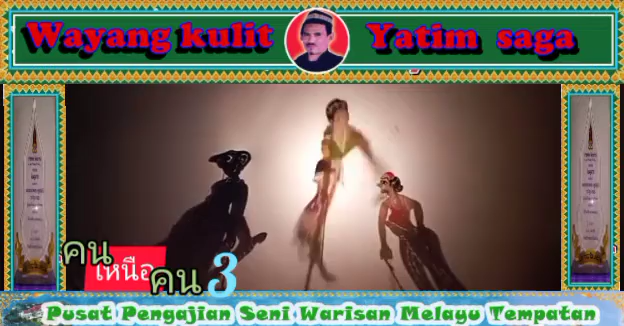 Wayang kulit Yatim saga
คน
เหนือ
คน 3
Pusat Pengajian Seni Warisan Melayu Tempatan